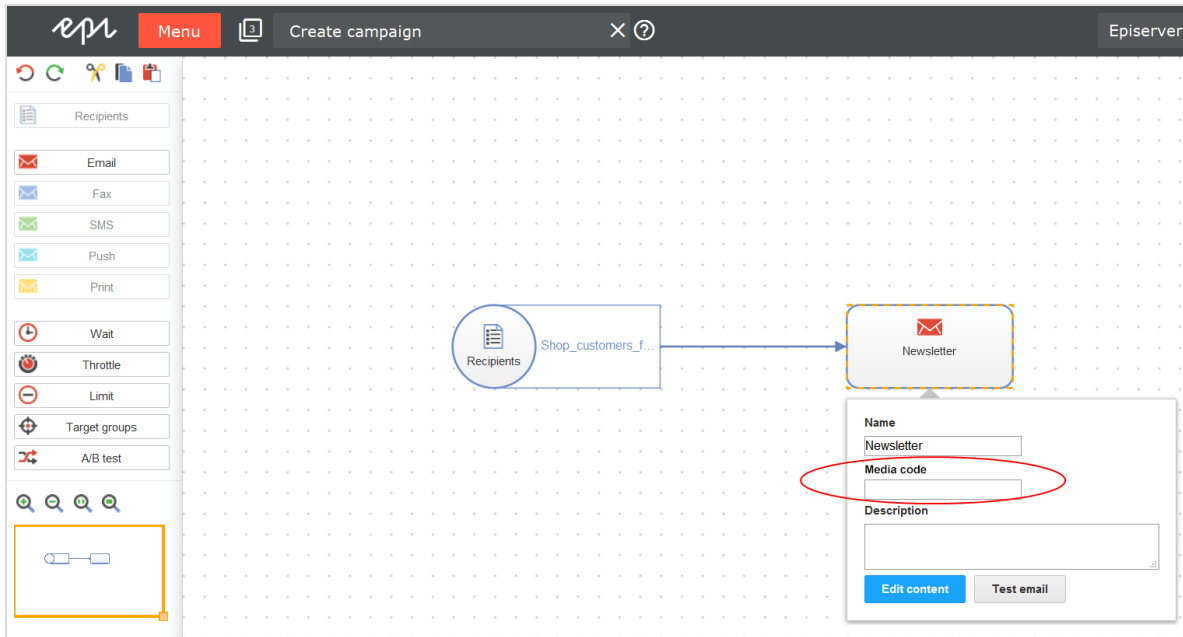 epi
Menu
3
Create campaign
Episerver
Recipients
Email
Fax
SMS
Push
Print
Wait
Throttle
Limit
Target groups
A/B test
Recipients
Shop_customers_f...
Newsletter
Name
Newsletter
Media code
Description
Edit content
Test email